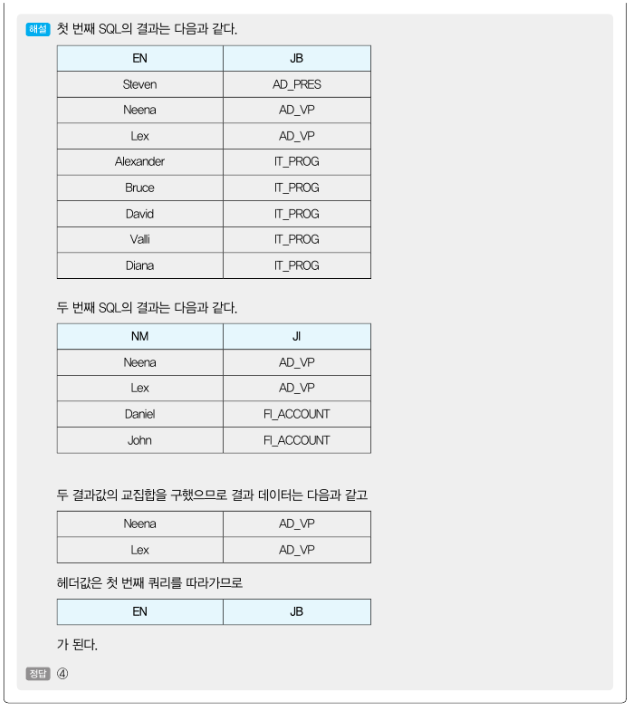 해설 첫 번째 SQL의 결과는 다음과 같다.
EN JB
Steven AD_PRES
Neena AD_VP
Lex AD_VP
Alexander IT_PROG
Bruce IT_PROG
David IT_PROG
Valli IT_PROG
Diana IT_PROG
두 번째 SQL의 결과는 다음과 같다.
NM JI
Neena AD_VP
Lex AD_VP
Daniel FI_ACCOUNT
John FI_ACCOUNT
두 결과값의 교집합을 구했으므로 결과 데이터는 다음과 같고
Neena AD_VP
Lex AD_VP
헤더값은 첫 번째 쿼리를 따라가므로
EN JB
가 된다.
정답 ④